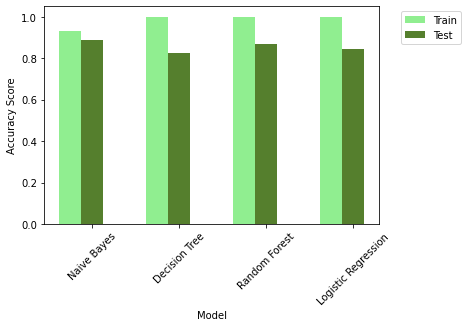 1.0
0.8
0.6
0.4
0.2
0.0
Accuracy Score
Naive Bayes
Decision Tree
Random Forest
Logistic Regression
Model
Train
Test